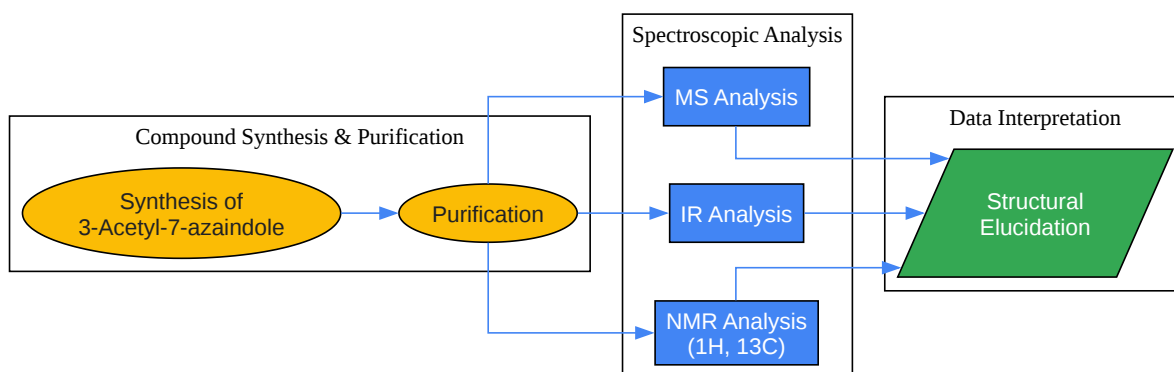 Compound Synthesis & Purification
Synthesis of
3-Acetyl-7-azaindole
Purification
Spectroscopic Analysis
MS Analysis
IR Analysis
NMR Analysis
(1H, 13C)
Data Interpretation
Structural
Elucidation